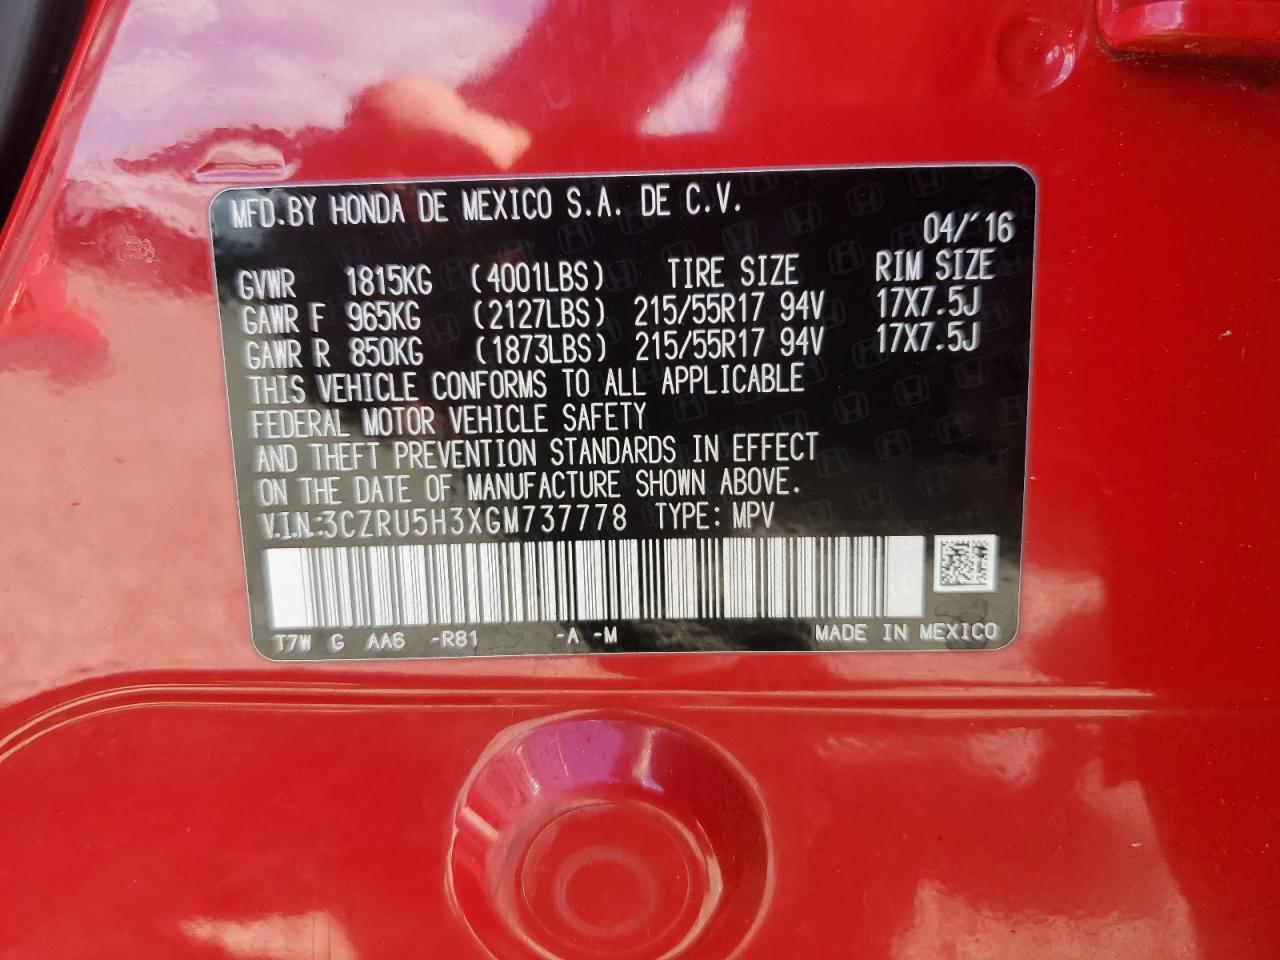 MFD.BY HONDA DE MEXICO S.A. DE C.V.
04/'16
GVWR 1815KG (4001LBS) TIRE SIZE RIM SIZE
GAWR F 965KG (2127LBS) 215/55R17 94V 17X7.5J
GAWR R 850KG (1873LBS) 215/55R17 94V 17X7.5J
THIS VEHICLE CONFORMS TO ALL APPLICABLE
FEDERAL MOTOR VEHICLE SAFETY
AND THEFT PREVENTION STANDARDS IN EFFECT
ON THE DATE OF MANUFACTURE SHOWN ABOVE.
V.I.N.:3CZRU5H3XGM737778 TYPE: MPV
T7W G AA6 -R81 -A -M MADE IN MEXICO